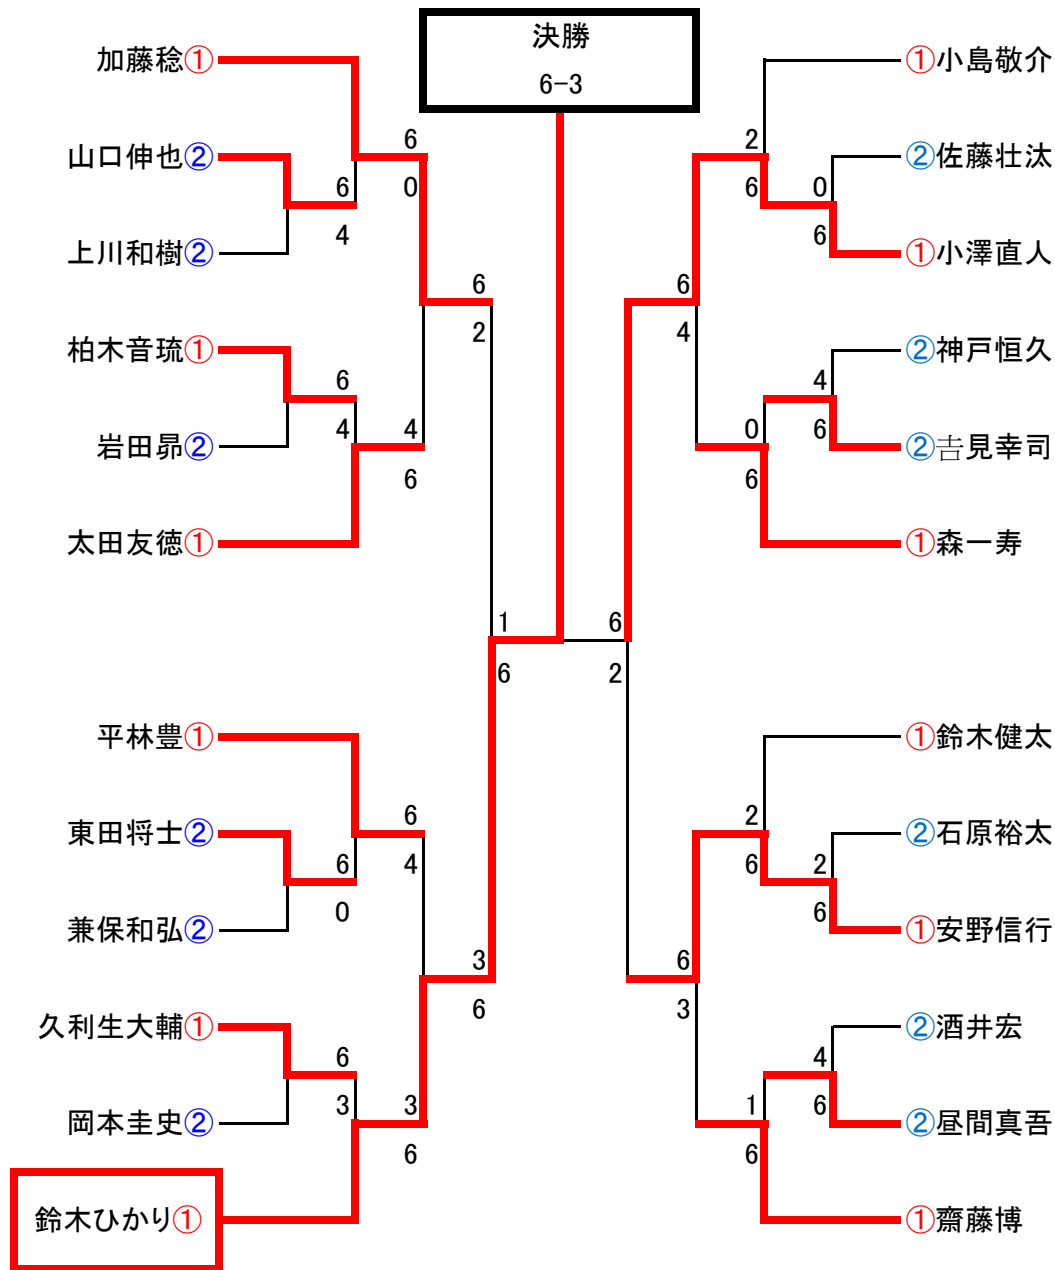 決勝
6-3
加藤稔①
山口伸也②
上川和樹②
柏木音琉①
岩田昴②
太田友徳①
平林豊①
東田将士②
兼保和弘②
久利生大輔①
岡本圭史②
鈴木ひかり①
6
0
6
4
6
2
6
4
4
6
1
6
6
4
6
0
3
6
6
3
3
6
①小島敬介
②佐藤壮汰
①小澤直人
②神戸恒久
②𠮷見幸司
①森一寿
①鈴木健太
②石原裕太
①安野信行
②酒井宏
②昼間真吾
①齋藤博
2
6
0
6
6
4
4
6
0
6
6
2
2
6
2
6
6
3
4
6
1
6